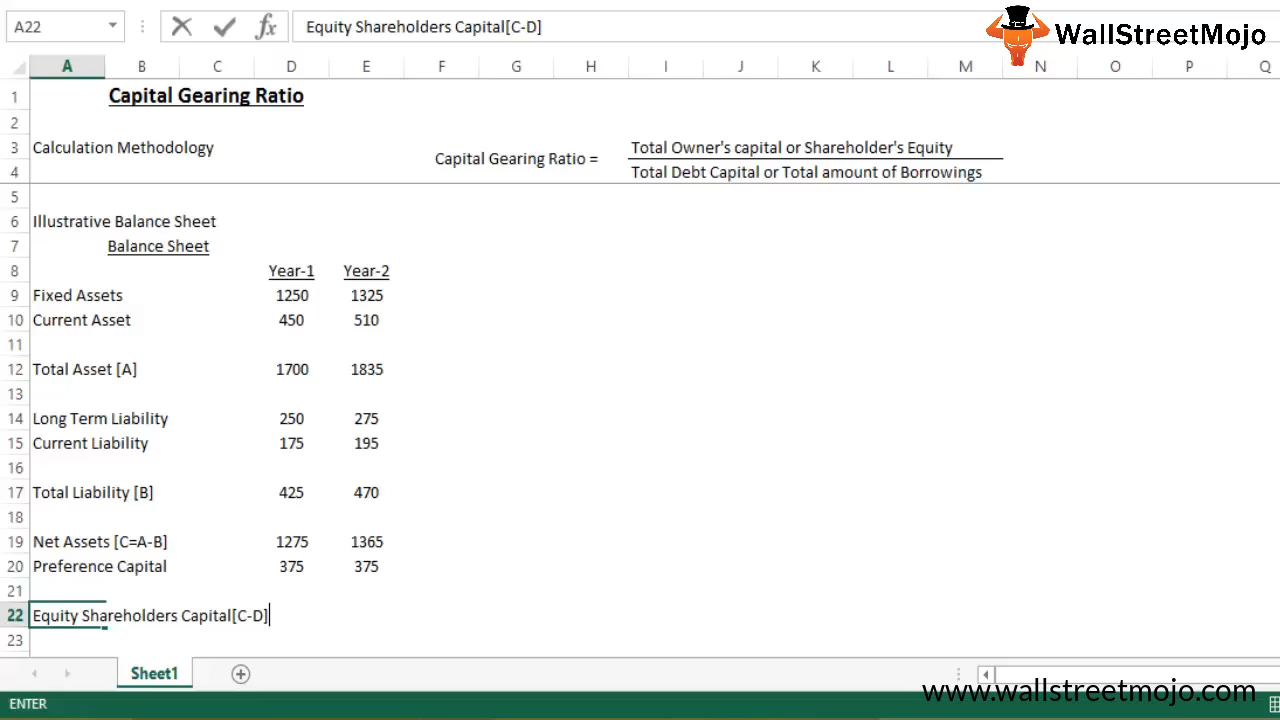 A22 fx Equity Shareholders Capital[C-D]
WallStreetMojo
A B C D E F G H I J K L M N O P Q
1 Capital Gearing Ratio
2
3 Calculation Methodology Total Owner's capital or Shareholder's Equity
Capital Gearing Ratio =
4 Total Debt Capital or Total amount of Borrowings
5
6 Illustrative Balance Sheet
7 Balance Sheet
8 Year-1 Year-2
9 Fixed Assets 1250 1325
10 Current Asset 450 510
11
12 Total Asset [A] 1700 1835
13
14 Long Term Liability 250 275
15 Current Liability 175 195
16
17 Total Liability [B] 425 470
18
19 Net Assets [C=A-B] 1275 1365
20 Preference Capital 375 375
21
22 Equity Shareholders Capital[C-D]
23
Sheet1
www.wallstreetmojo.com
ENTER